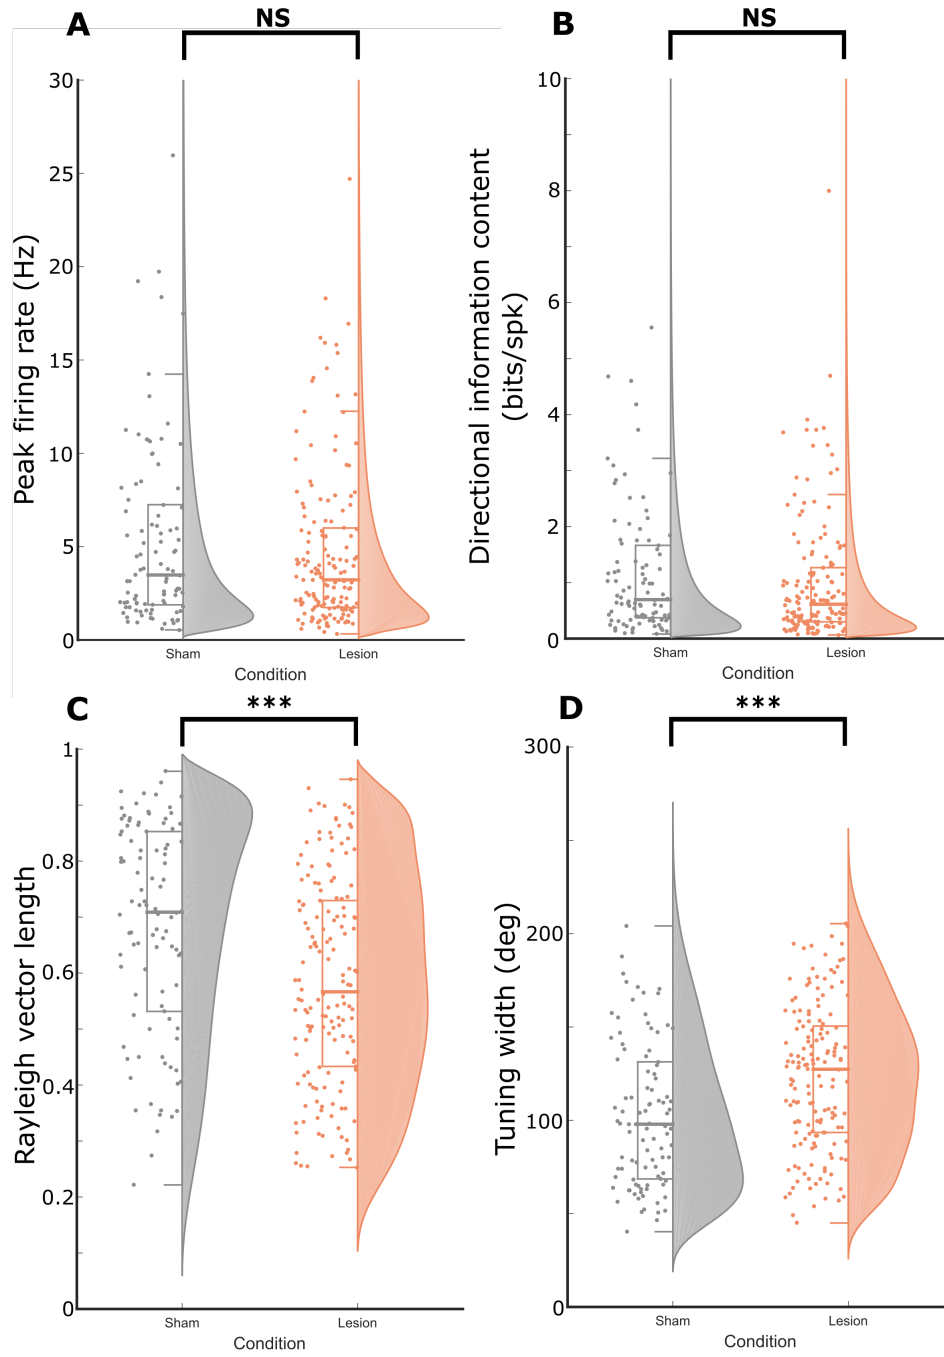 A
NS
30
25
20
15
10
5
0
Peak firing rate (Hz)
Sham
Lesion
Condition
B
NS
10
8
6
4
2
0
Directional information content
(bits/spk)
Sham
Lesion
Condition
C
***
1
0.8
0.6
0.4
0.2
0
Rayleigh vector length
Sham
Lesion
Condition
D
***
300
200
100
0
Tuning width (deg)
Sham
Lesion
Condition